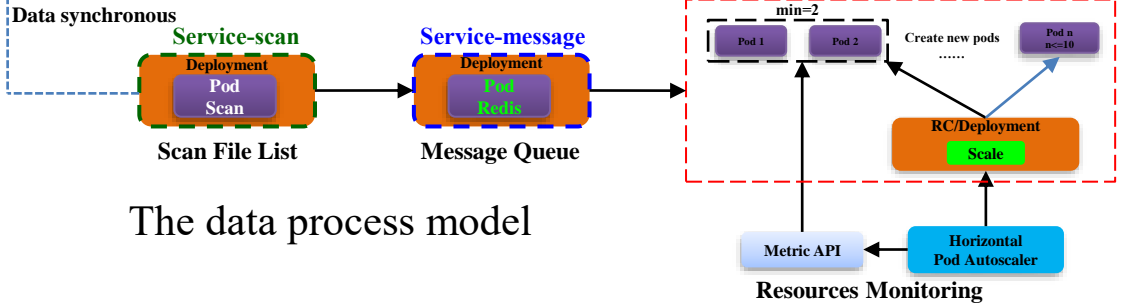 Data synchronous
Service-scan
Deployment
Pod
Scan
Scan File List
Service-message
Deployment
Pod
Redis
Message Queue
min=2
Pod 1
Pod 2
Create new pods
......
Pod n
n<=10
RC/Deployment
Scale
The data process model
Metric API
Horizontal
Pod Autoscaler
Resources Monitoring